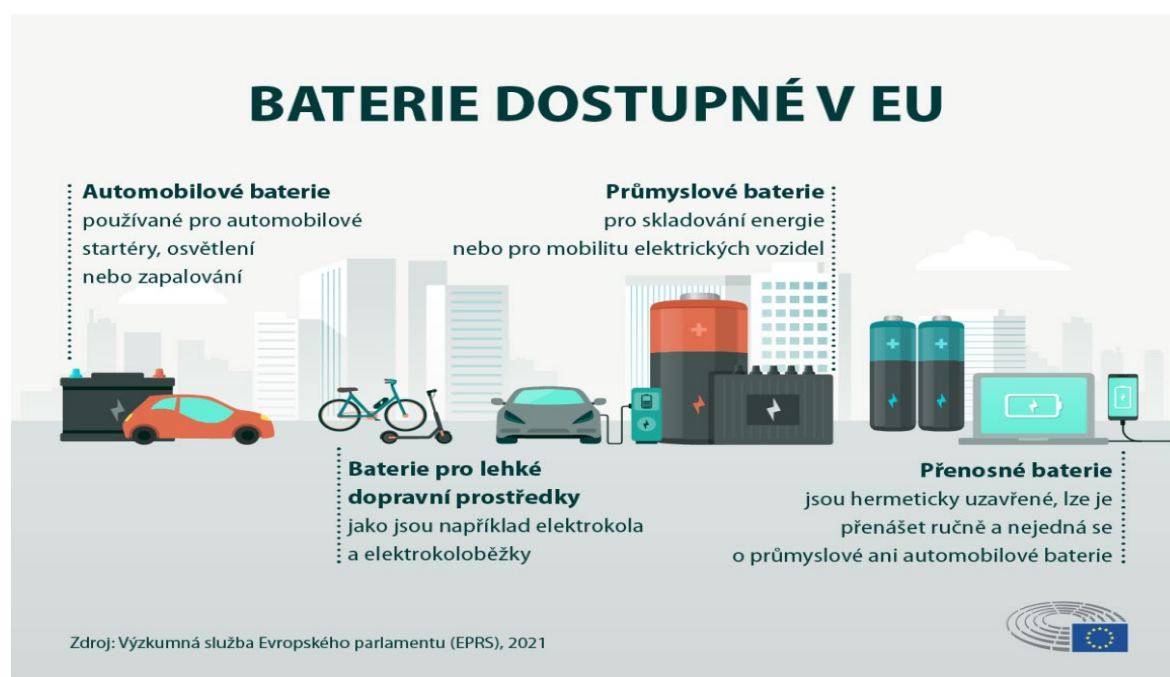 BATERIE DOSTUPNÉ V EU
Automobilové baterie
používané pro automobilové
startéry, osvětlení
nebo zapalování
Průmyslové baterie
pro skladování energie
nebo pro mobilitu elektrických vozidel
Baterie pro lehké
dopravní prostředky
jako jsou například elektrokola
a elektrokoloběžky
Přenosné baterie
jsou hermeticky uzavřené, lze je
přenášet ručně a nejedná se
o průmyslové ani automobilové baterie
Zdroj: Výzkumná služba Evropského parlamentu (EPRS), 2021